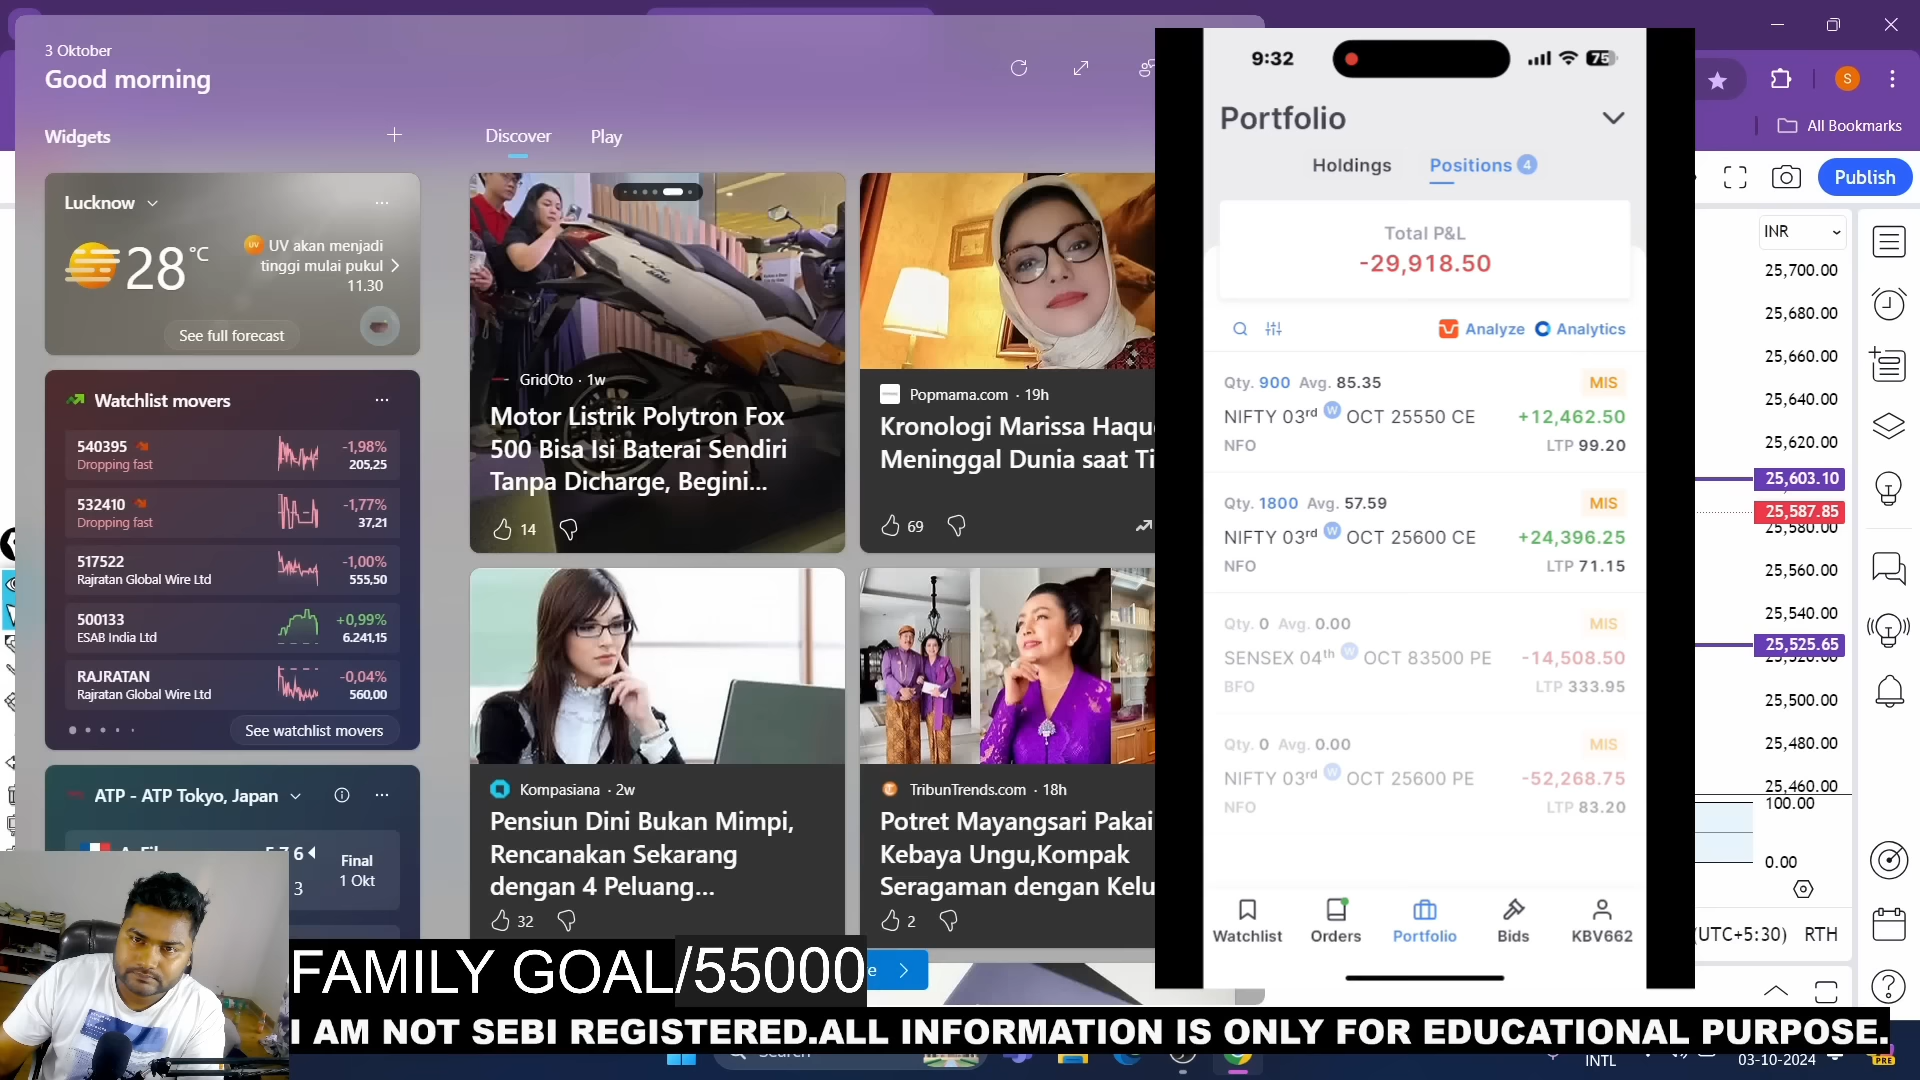 3 Oktober
Good morning
Widgets
Discover
Play
Lucknow
28 °C
UV akan menjadi
tinggi mulai pukul
11.30
See full forecast
Watchlist movers
540395
Dropping fast
-1,98%
205,25
532410
Dropping fast
-1,77%
37,21
517522
Rajratan Global Wire Ltd
-1,00%
555,50
500133
ESAB India Ltd
+0,99%
6.241,15
RAJRATAN
Rajratan Global Wire Ltd
-0,04%
560,00
See watchlist movers
ATP - ATP Tokyo, Japan
Final
1 Okt
3
GridOto · 1w
Motor Listrik Polytron Fox
500 Bisa Isi Baterai Sendiri
Tanpa Dicharge, Begini...
14
Popmama.com · 19h
Kronologi Marissa Haqu
Meninggal Dunia saat Ti
69
Kompasiana · 2w
Pensiun Dini Bukan Mimpi,
Rencanakan Sekarang
dengan 4 Peluang...
32
TribunTrends.com · 18h
Potret Mayangsari Pakai
Kebaya Ungu,Kompak
Seragaman dengan Kelu
2
9:32
75
Portfolio
Holdings
Positions 4
Total P&L
-29,918.50
Analyze
Analytics
Qty. 900 Avg. 85.35
MIS
NIFTY 03rd W OCT 25550 CE
+12,462.50
NFO
LTP 99.20
Qty. 1800 Avg. 57.59
MIS
NIFTY 03rd W OCT 25600 CE
+24,396.25
NFO
LTP 71.15
Qty. 0 Avg. 0.00
MIS
SENSEX 04th W OCT 83500 PE
-14,508.50
BFO
LTP 333.95
Qty. 0 Avg. 0.00
MIS
NIFTY 03rd W OCT 25600 PE
-52,268.75
NFO
LTP 83.20
Watchlist
Orders
Portfolio
Bids
KBV662
S
All Bookmarks
Publish
INR
25,700.00
25,680.00
25,660.00
25,640.00
25,620.00
25,603.10
25,587.85
25,580.00
25,560.00
25,540.00
25,525.65
25,500.00
25,480.00
25,460.00
100.00
0.00
(UTC+5:30)
RTH
FAMILY GOAL/55000
I AM NOT SEBI REGISTERED.ALL INFORMATION IS ONLY FOR EDUCATIONAL PURPOSE.
Search
INTL
03-10-2024
PRE